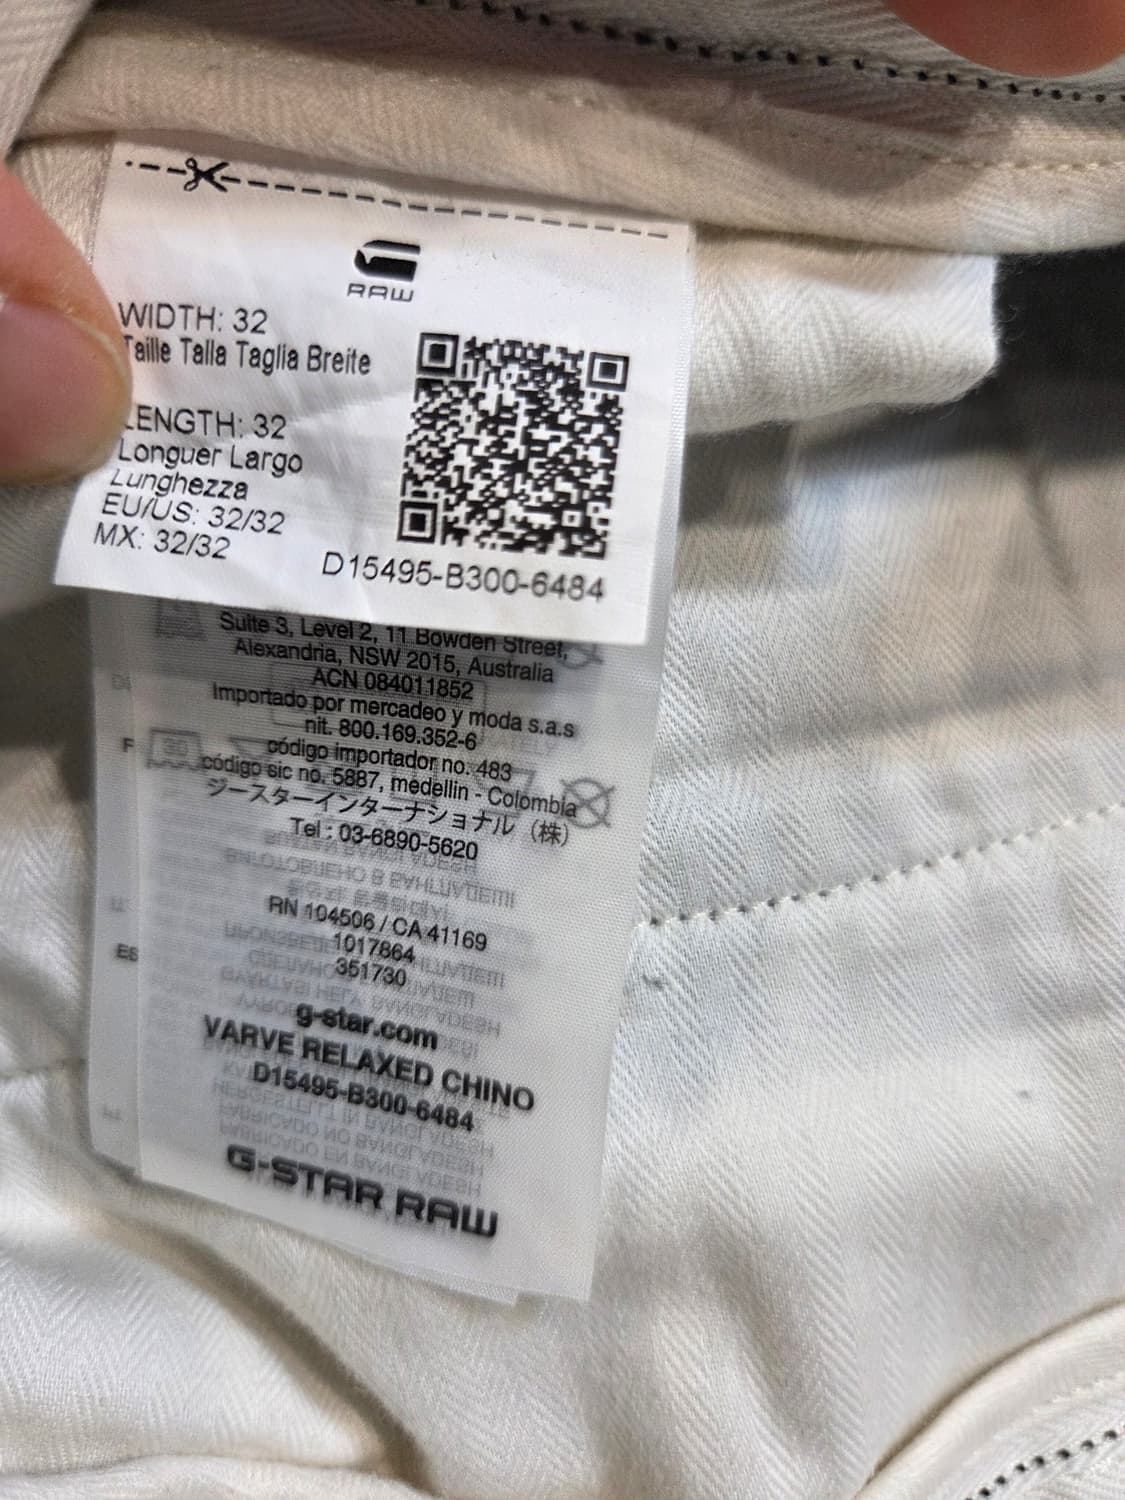 RAW
WIDTH: 32
Taille Talla Taglia Breite
LENGTH: 32
Longuer Largo
Lunghezza
EU/US: 32/32
MX: 32/32
D15495-B300-6484
Suite 3, Level 2, 11 Bowden Street,
Alexandria, NSW 2015, Australia
ACN 084011852
Importado por mercadeo y moda s.a.s
nit. 800.169.352-6
código importador no. 483
código sic no. 5887, medellin - Colombia
ジースターインターナショナル（株）
Tel : 03-6890-5620
RN 104506 / CA 41169
1017864
351730
g-star.com
VARVE RELAXED CHINO
D15495-B300-6484
G-STAR RAW
F
ES